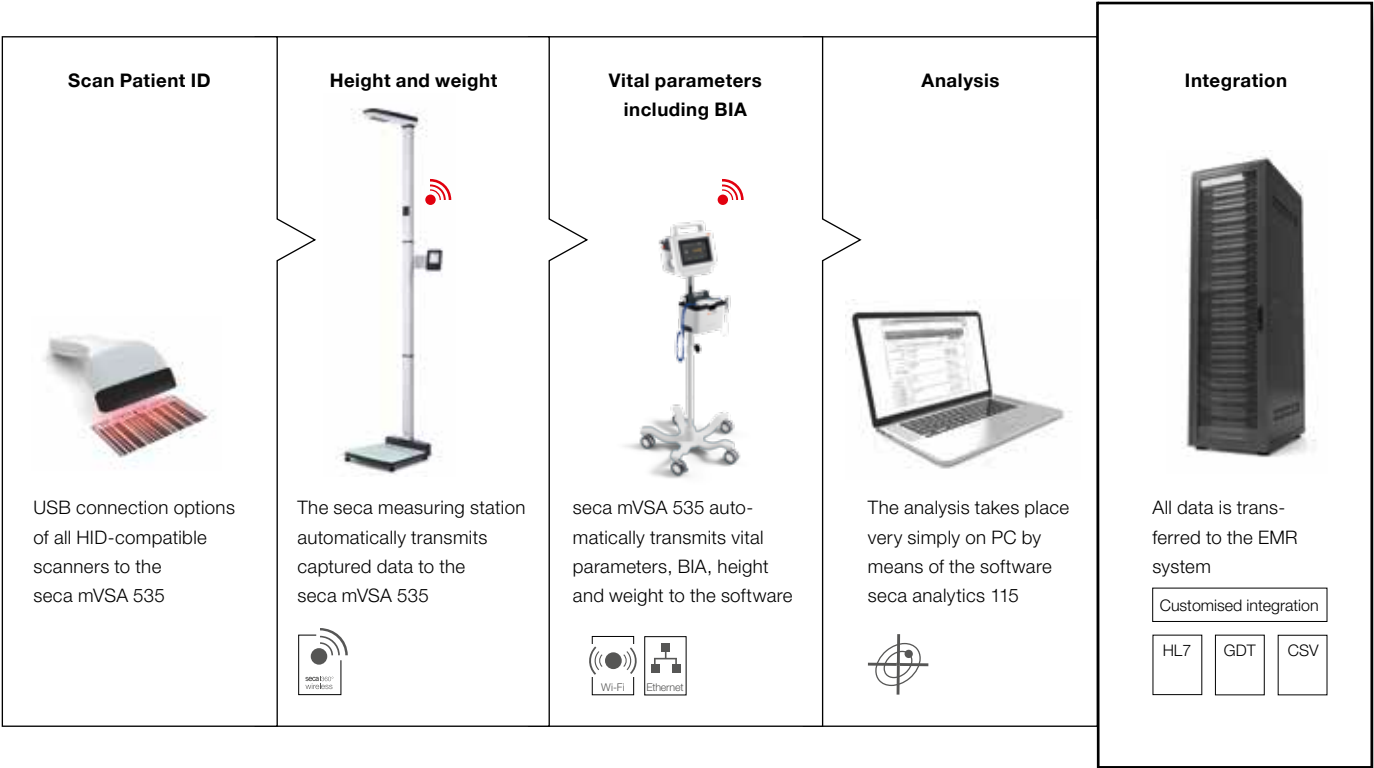 Scan Patient ID
USB connection options
of all HID-compatible
scanners to the
seca mVSA 535
Height and weight
The seca measuring station
automatically transmits
captured data to the
seca mVSA 535
seca 360°
wireless
Vital parameters
including BIA
seca mVSA 535 auto-
matically transmits vital
parameters, BIA, height
and weight to the software
Wi-Fi
Ethernet
Analysis
The analysis takes place
very simply on PC by
means of the software
seca analytics 115
Integration
All data is trans-
ferred to the EMR
system
Customised integration
HL7
GDT
CSV